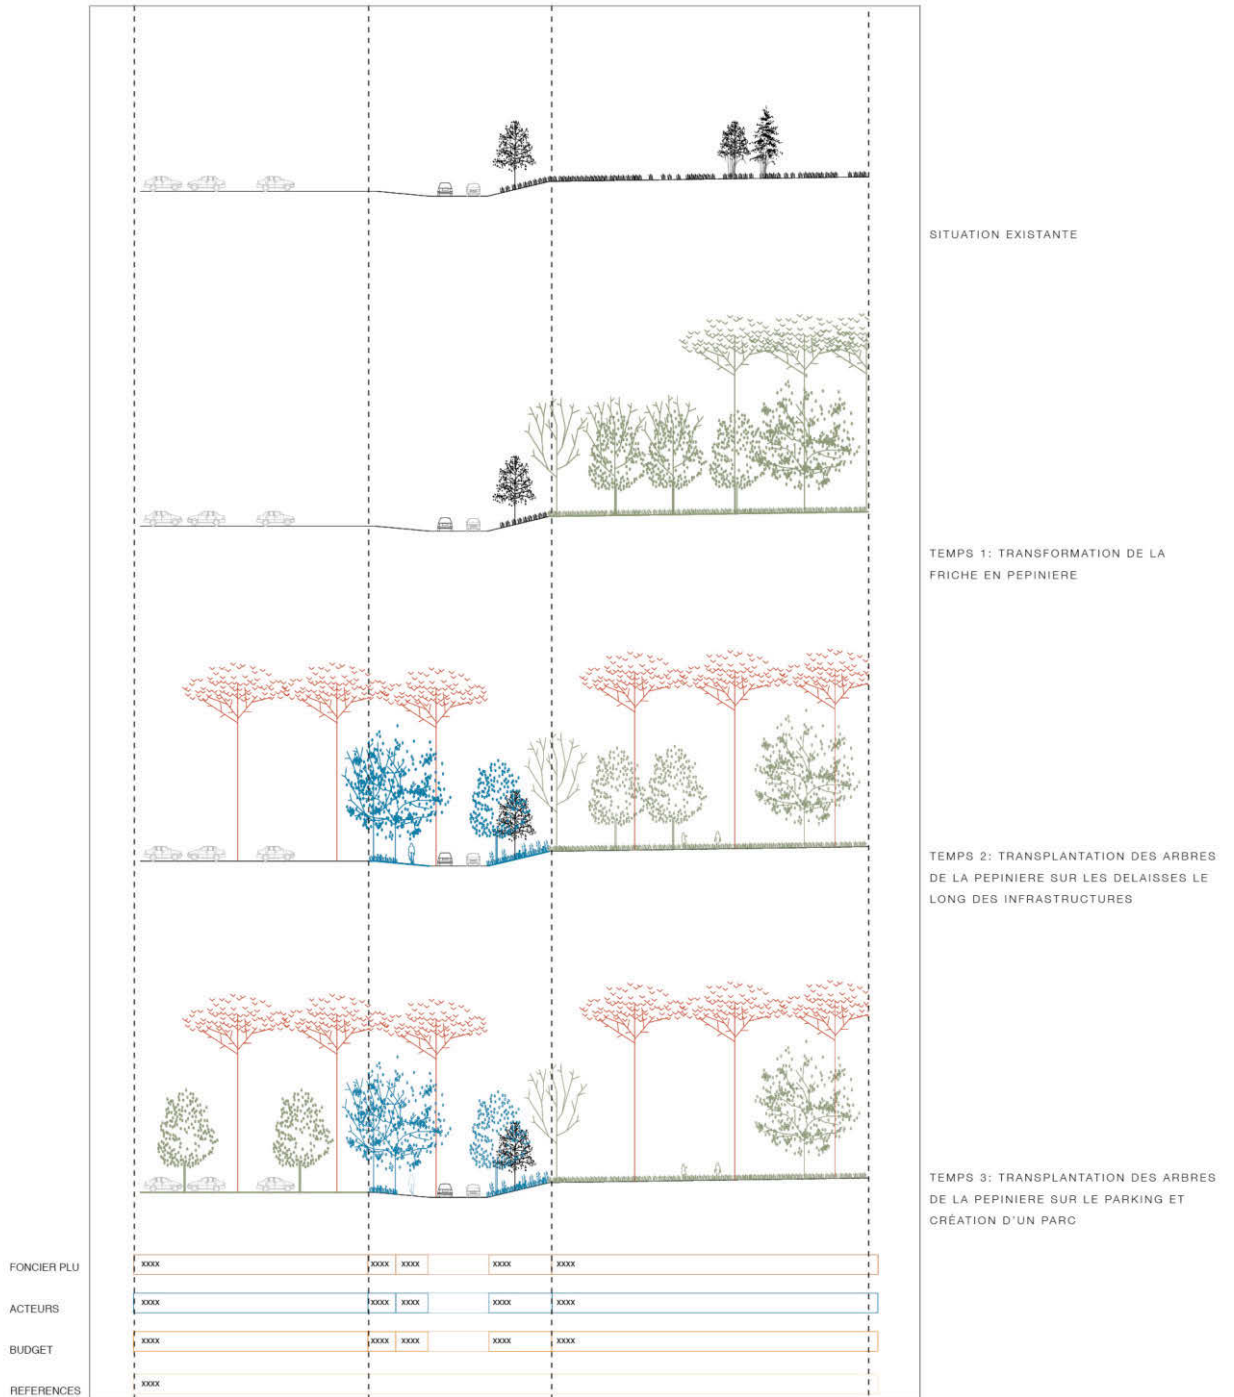 SITUATION EXISTANTE
TEMPS 1: TRANSFORMATION DE LA
FRICHE EN PEPINIERE
TEMPS 2: TRANSPLANTATION DES ARBRES
DE LA PEPINIERE SUR LES DELAISSES LE
LONG DES INFRASTRUCTURES
TEMPS 3: TRANSPLANTATION DES ARBRES
DE LA PEPINIERE SUR LE PARKING ET
CRÉATION D'UN PARC
FONCIER PLU xxxx xxxx xxxx xxxx xxxx
ACTEURS xxxx xxxx xxxx xxxx xxxx
BUDGET xxxx xxxx xxxx xxxx xxxx
REFERENCES xxxx